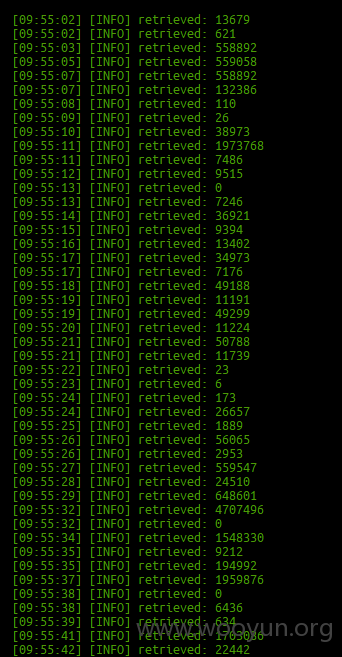 [09:55:02] [INFO] retrieved: 13679
[09:55:02] [INFO] retrieved: 621
[09:55:03] [INFO] retrieved: 558892
[09:55:05] [INFO] retrieved: 559058
[09:55:07] [INFO] retrieved: 558892
[09:55:07] [INFO] retrieved: 132386
[09:55:08] [INFO] retrieved: 110
[09:55:09] [INFO] retrieved: 26
[09:55:10] [INFO] retrieved: 38973
[09:55:11] [INFO] retrieved: 1973768
[09:55:11] [INFO] retrieved: 7486
[09:55:12] [INFO] retrieved: 9515
[09:55:13] [INFO] retrieved: 0
[09:55:13] [INFO] retrieved: 7246
[09:55:14] [INFO] retrieved: 36921
[09:55:15] [INFO] retrieved: 9394
[09:55:16] [INFO] retrieved: 13402
[09:55:17] [INFO] retrieved: 34973
[09:55:17] [INFO] retrieved: 7176
[09:55:18] [INFO] retrieved: 49188
[09:55:19] [INFO] retrieved: 11191
[09:55:19] [INFO] retrieved: 49299
[09:55:20] [INFO] retrieved: 11224
[09:55:21] [INFO] retrieved: 50788
[09:55:21] [INFO] retrieved: 11739
[09:55:22] [INFO] retrieved: 23
[09:55:23] [INFO] retrieved: 6
[09:55:24] [INFO] retrieved: 173
[09:55:24] [INFO] retrieved: 26657
[09:55:25] [INFO] retrieved: 1889
[09:55:26] [INFO] retrieved: 56065
[09:55:26] [INFO] retrieved: 2953
[09:55:27] [INFO] retrieved: 559547
[09:55:28] [INFO] retrieved: 24510
[09:55:29] [INFO] retrieved: 648601
[09:55:32] [INFO] retrieved: 4707496
[09:55:32] [INFO] retrieved: 0
[09:55:34] [INFO] retrieved: 1548330
[09:55:35] [INFO] retrieved: 9212
[09:55:35] [INFO] retrieved: 194992
[09:55:37] [INFO] retrieved: 1959876
[09:55:38] [INFO] retrieved: 0
[09:55:38] [INFO] retrieved: 6436
[09:55:39] [INFO] retrieved: 634
[09:55:41] [INFO] retrieved: 1703080
[09:55:42] [INFO] retrieved: 22442
www.wooyun.org